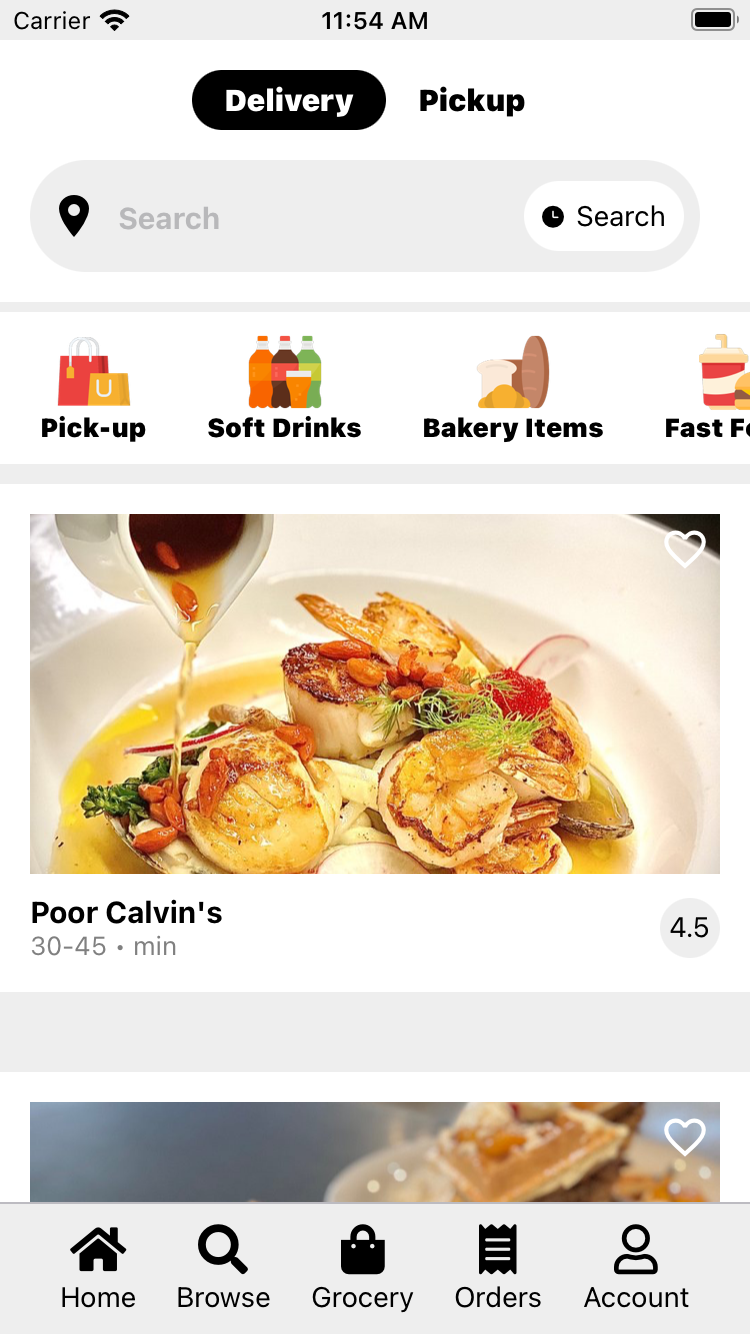 Carrier 11:54 AM
Delivery Pickup
Search Search
U
Pick-up Soft Drinks Bakery Items Fast Fo
Poor Calvin's
30-45 • min
4.5
Home Browse Grocery Orders Account